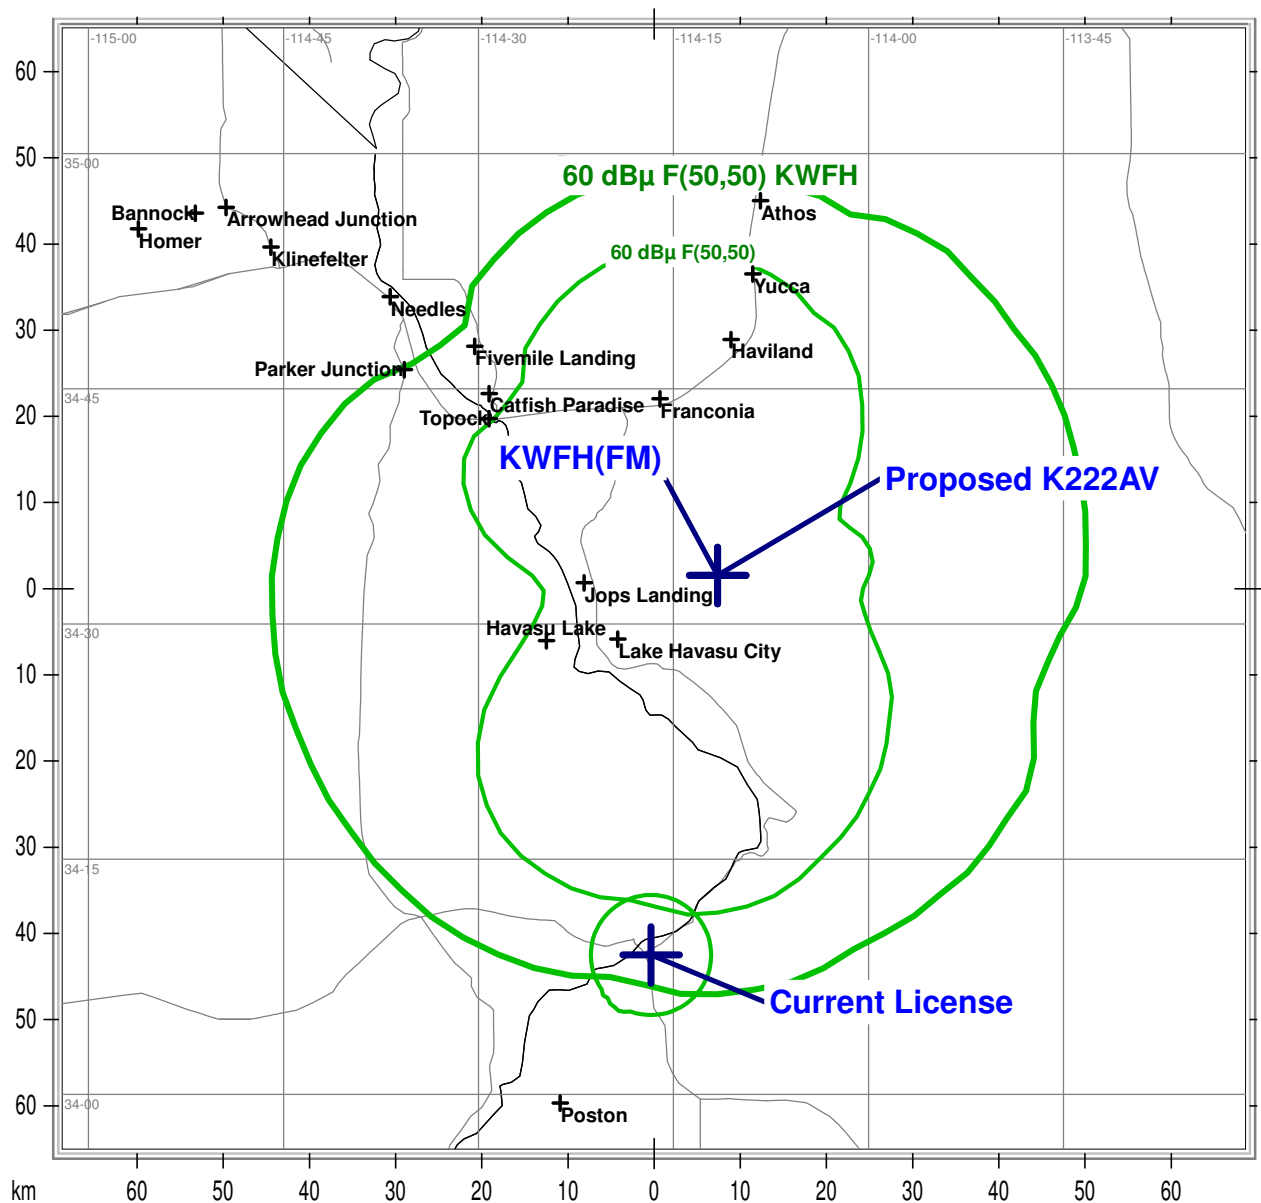 -115-00 -114-45 -114-30 -114-15 -114-00 -113-45
60
50
35-00
60 dBµ F(50,50) KWFH
Bannock
Arrowhead Junction
Athos
40
Homer
Klinefelter
60 dBµ F(50,50)
Yucca
30
Needles
Haviland
Fivemile Landing
Parker Junction
34-45
20
Catfish Paradise
Franconia
Topock
KWFH(FM)
Proposed K222AV
10
0
Jops Landing
34-30
Havasu Lake
Lake Havasu City
10
20
30
34-15
40
Current License
50
60
34-00
Poston
km 60 50 40 30 20 10 0 10 20 30 40 50 60